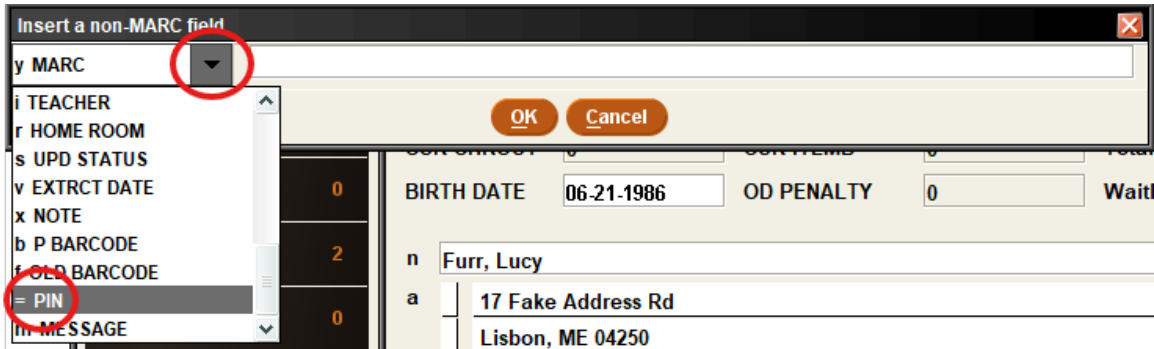 Insert a non-MARC field
y MARC
i TEACHER
r HOME ROOM
s UPD STATUS
v EXTRCT DATE
x NOTE
b P BARCODE
f OLD BARCODE
= PIN
m MESSAGE
OK Cancel
0
2
0
BIRTH DATE 06-21-1986 OD PENALTY 0
n Furr, Lucy
a 17 Fake Address Rd
Lisbon, ME 04250